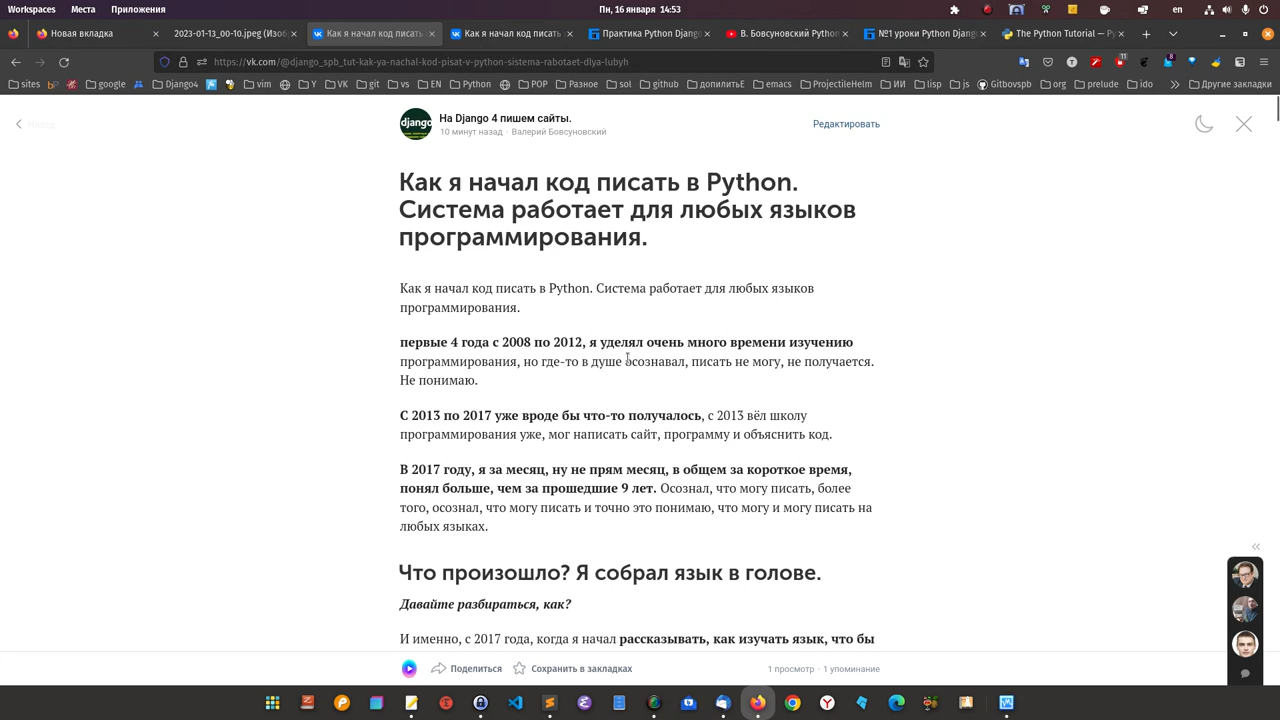 Workspaces Места Приложения Пн, 16 января 14:53 en
Новая вкладка 2023-01-13_00-10.jpeg (Изоб Как я начал код писать Как я начал код писать Практика Python Django В. Бовсуновский Python №1 уроки Python Django The Python Tutorial — Py
https://vk.com/@django_spb_tut-kak-ya-nachal-kod-pisat-v-python-sistema-rabotaet-dlya-lubyh 11 8
sites google Django4 vim Y VK git Python POP Разное sol github допилитьЕ emacs ProjectileHelm ИИ lisp js Gitbovspb org prelude ido Другие закладки
Назад
На Django 4 пишем сайты.
10 минут назад · Валерий Бовсуновский
Редактировать
Как я начал код писать в Python.
Система работает для любых языков
программирования.
Как я начал код писать в Python. Система работает для любых языков
программирования.
первые 4 года с 2008 по 2012, я уделял очень много времени изучению
программирования, но где-то в душе осознавал, писать не могу, не получается.
Не понимаю.
С 2013 по 2017 уже вроде бы что-то получалось, с 2013 вёл школу
программирования уже, мог написать сайт, программу и объяснить код.
В 2017 году, я за месяц, ну не прям месяц, в общем за короткое время,
понял больше, чем за прошедшие 9 лет. Осознал, что могу писать, более
того, осознал, что могу писать и точно это понимаю, что могу и могу писать на
любых языках.
Что произошло? Я собрал язык в голове.
Давайте разбираться, как?
И именно, с 2017 года, когда я начал рассказывать, как изучать язык, что бы
Поделиться Сохранить в закладках 1 просмотр · 1 упоминание